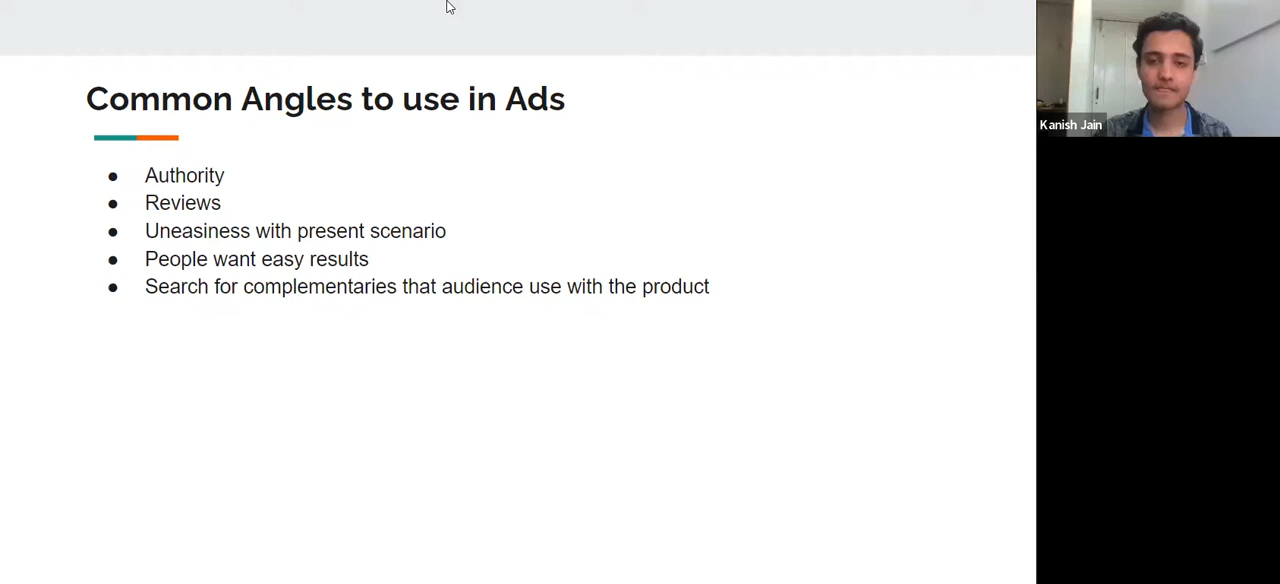 Common Angles to use in Ads
● Authority
● Reviews
● Uneasiness with present scenario
● People want easy results
● Search for complementaries that audience use with the product
Kanish Jain